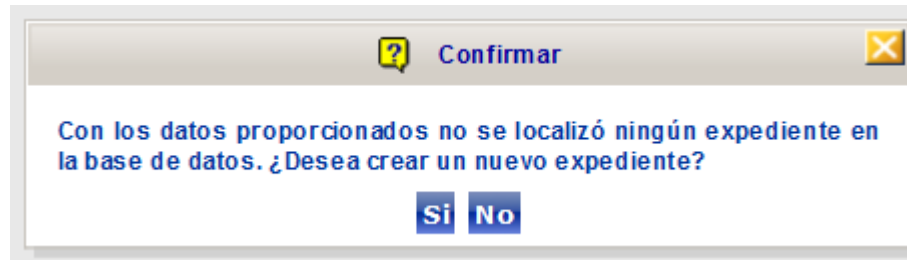 Confirmar
Con los datos proporcionados no se localizó ningún expediente en
la base de datos. ¿Desea crear un nuevo expediente?
Si No